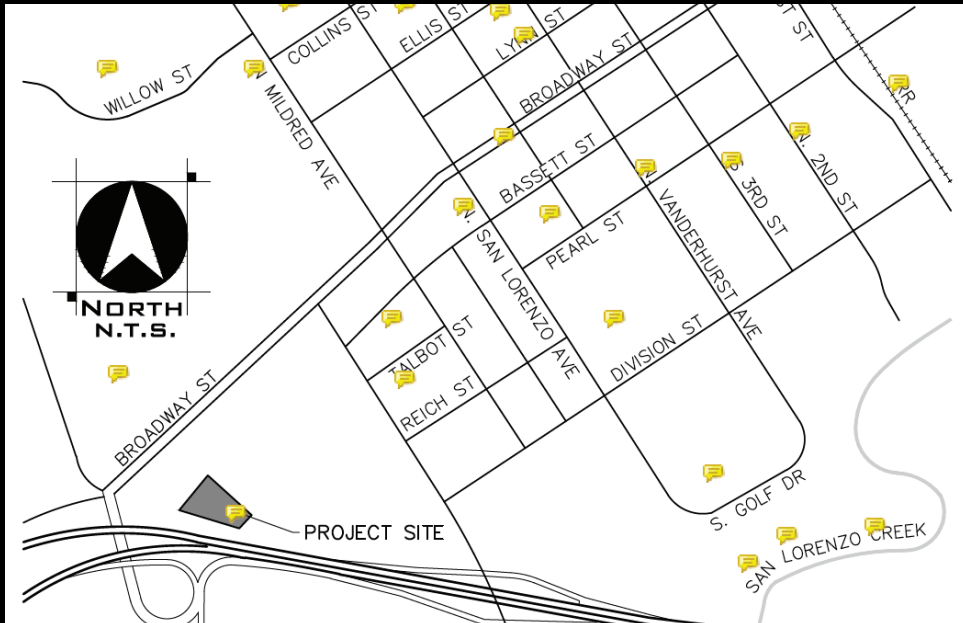 COLLINS ST
ELLIS ST
ST
WILLOW ST
N MILDRED AVE
BROADWAY ST
RR
BASSETT ST
N. VANDERHURST AVE
3RD ST
N. 2ND ST
N. SAN LORENZO AVE
PEARL ST
NORTH
N.T.S.
TALBOT ST
DIVISION ST
REICH ST
BROADWAY ST
PROJECT SITE
S. GOLF DR
SAN LORENZO CREEK